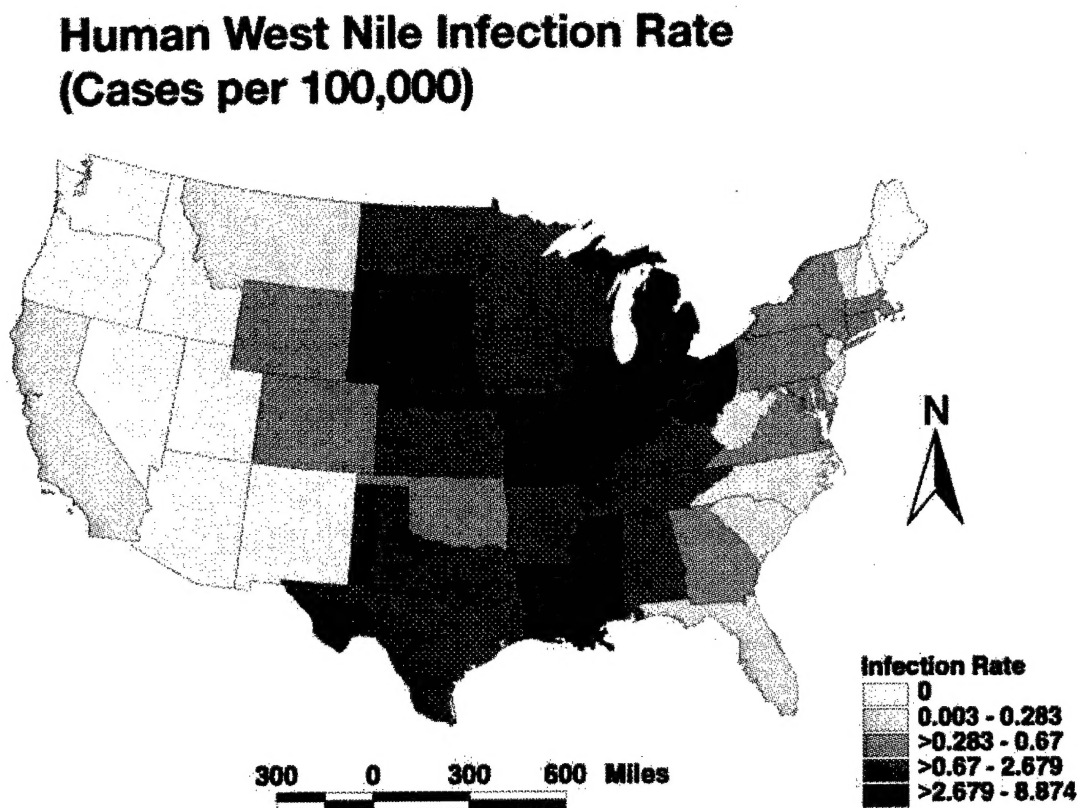 Human West Nile Infection Rate
(Cases per 100,000)
N
Infection Rate
0
0.003 - 0.283
>0.283 - 0.67
>0.67 - 2.679
>2.679 - 8.874
300 0 300 600 Miles